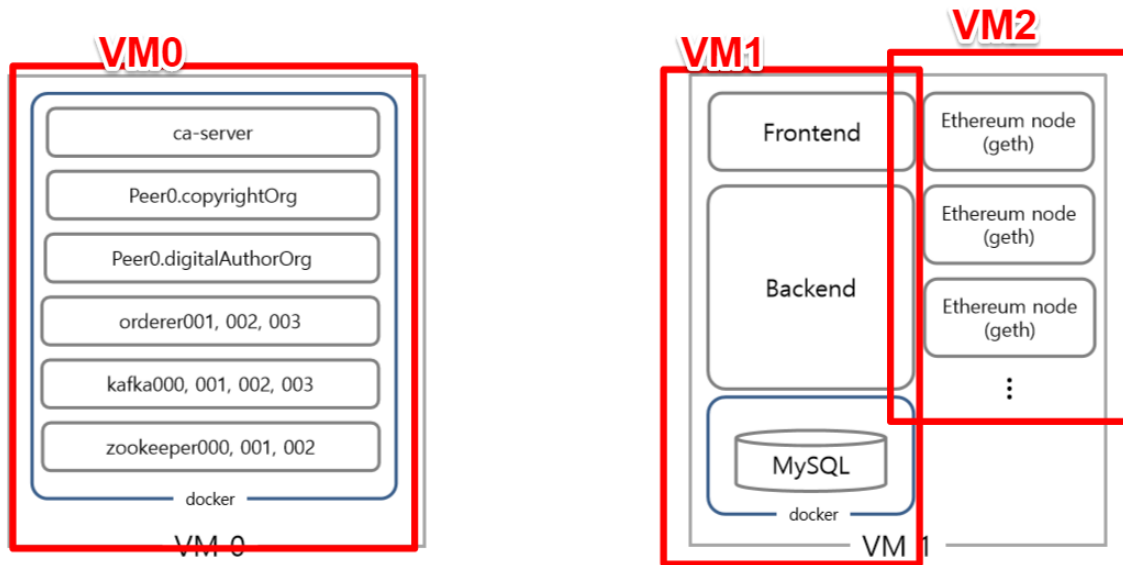 VM0
ca-server
Peer0.copyrightOrg
Peer0.digitalAuthorOrg
orderer001, 002, 003
kafka000, 001, 002, 003
zookeeper000, 001, 002
docker
VM 0
VM1
VM2
Frontend
Backend
MySQL
docker
Ethereum node
(geth)
Ethereum node
(geth)
Ethereum node
(geth)
⋮
VM 1